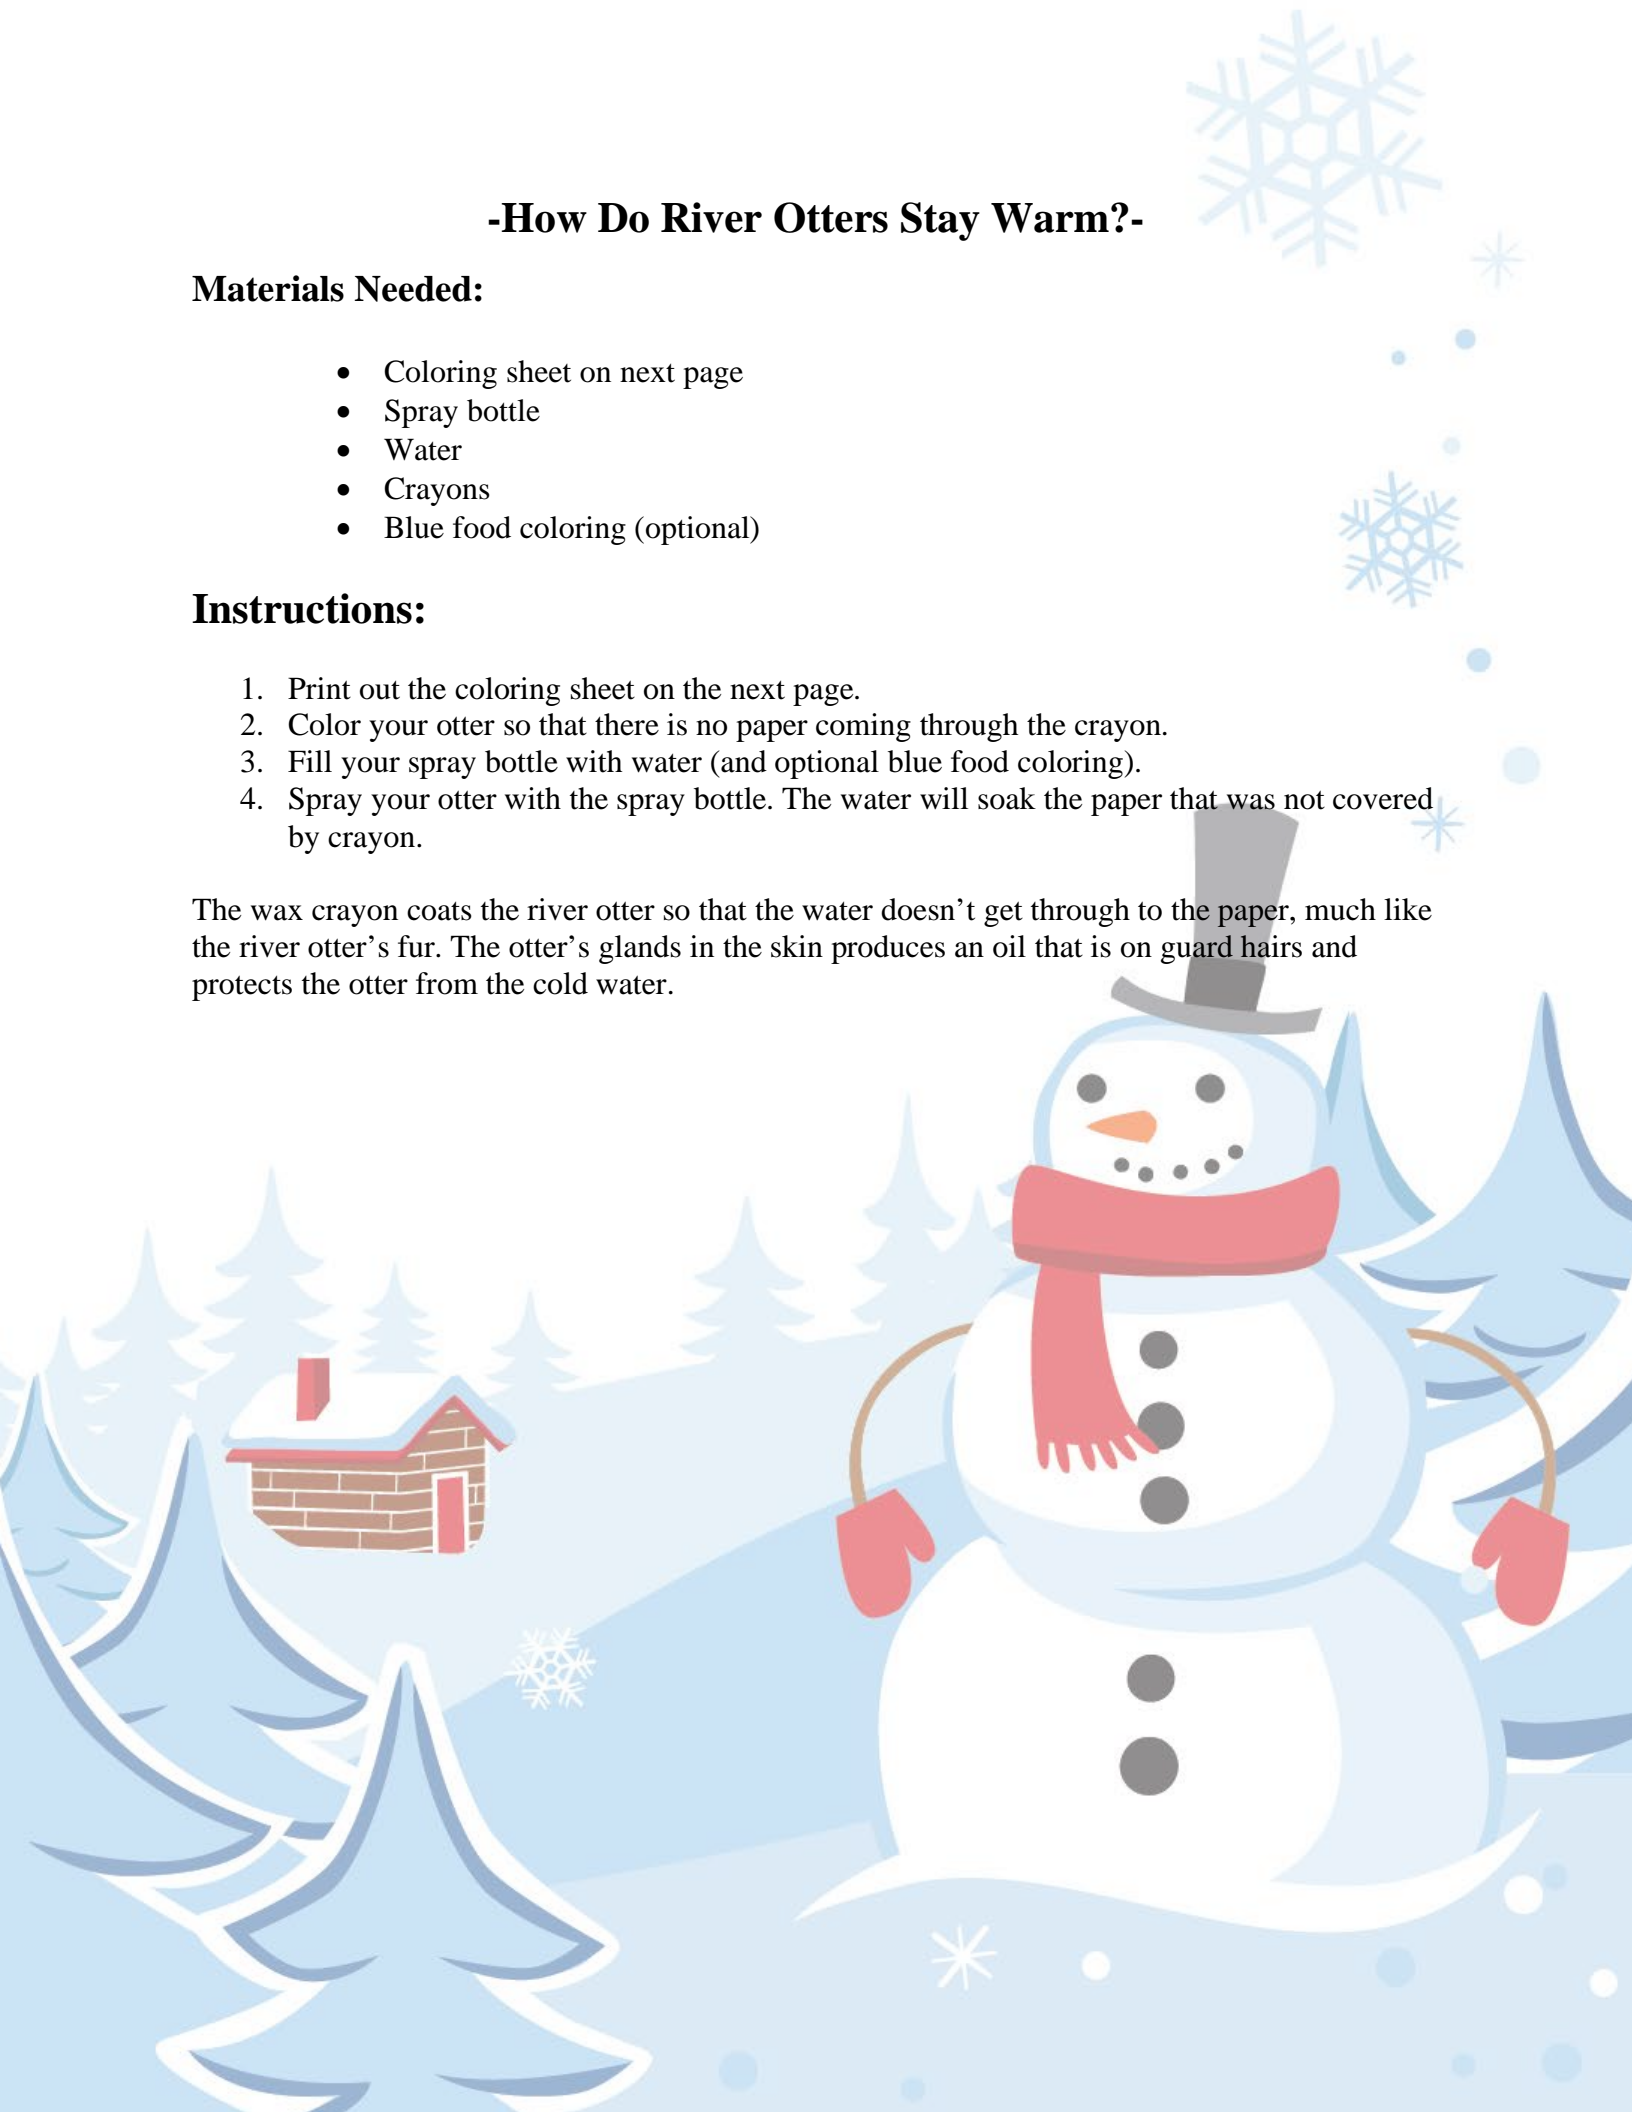 -How Do River Otters Stay Warm?-
Materials Needed:
• Coloring sheet on next page
• Spray bottle
• Water
• Crayons
• Blue food coloring (optional)
Instructions:
1. Print out the coloring sheet on the next page.
2. Color your otter so that there is no paper coming through the crayon.
3. Fill your spray bottle with water (and optional blue food coloring).
4. Spray your otter with the spray bottle. The water will soak the paper that was not covered
by crayon.
The wax crayon coats the river otter so that the water doesn’t get through to the paper, much like
the river otter’s fur. The otter’s glands in the skin produces an oil that is on guard hairs and
protects the otter from the cold water.